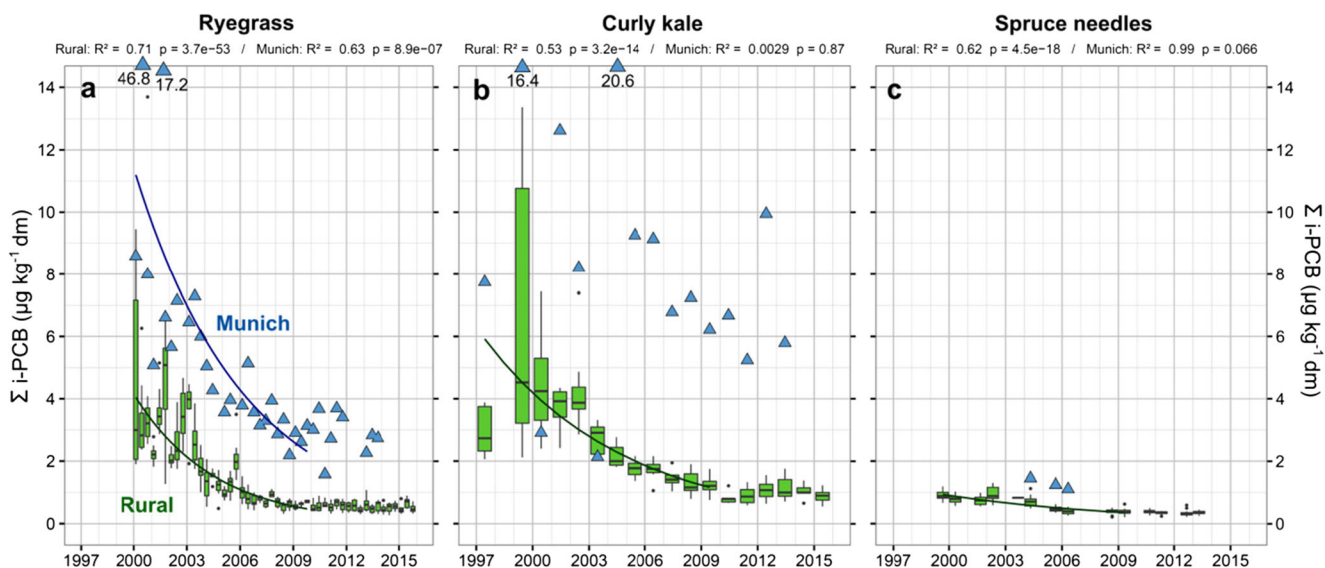 Ryegrass
Curly kale
Spruce needles
Rural: R² = 0.71 p = 3.7e−53 / Munich: R² = 0.63 p = 8.9e−07
Rural: R² = 0.53 p = 3.2e−14 / Munich: R² = 0.0029 p = 0.87
Rural: R² = 0.62 p = 4.5e−18 / Munich: R² = 0.99 p = 0.066
a
b
c
46.8
17.2
16.4
20.6
14
12
10
8
6
4
2
0
Σ i-PCB (µg kg⁻¹ dm)
Munich
Rural
14
12
10
8
6
4
2
0
Σ i-PCB (µg kg⁻¹ dm)
1997 2000 2003 2006 2009 2012 2015
1997 2000 2003 2006 2009 2012 2015
1997 2000 2003 2006 2009 2012 2015